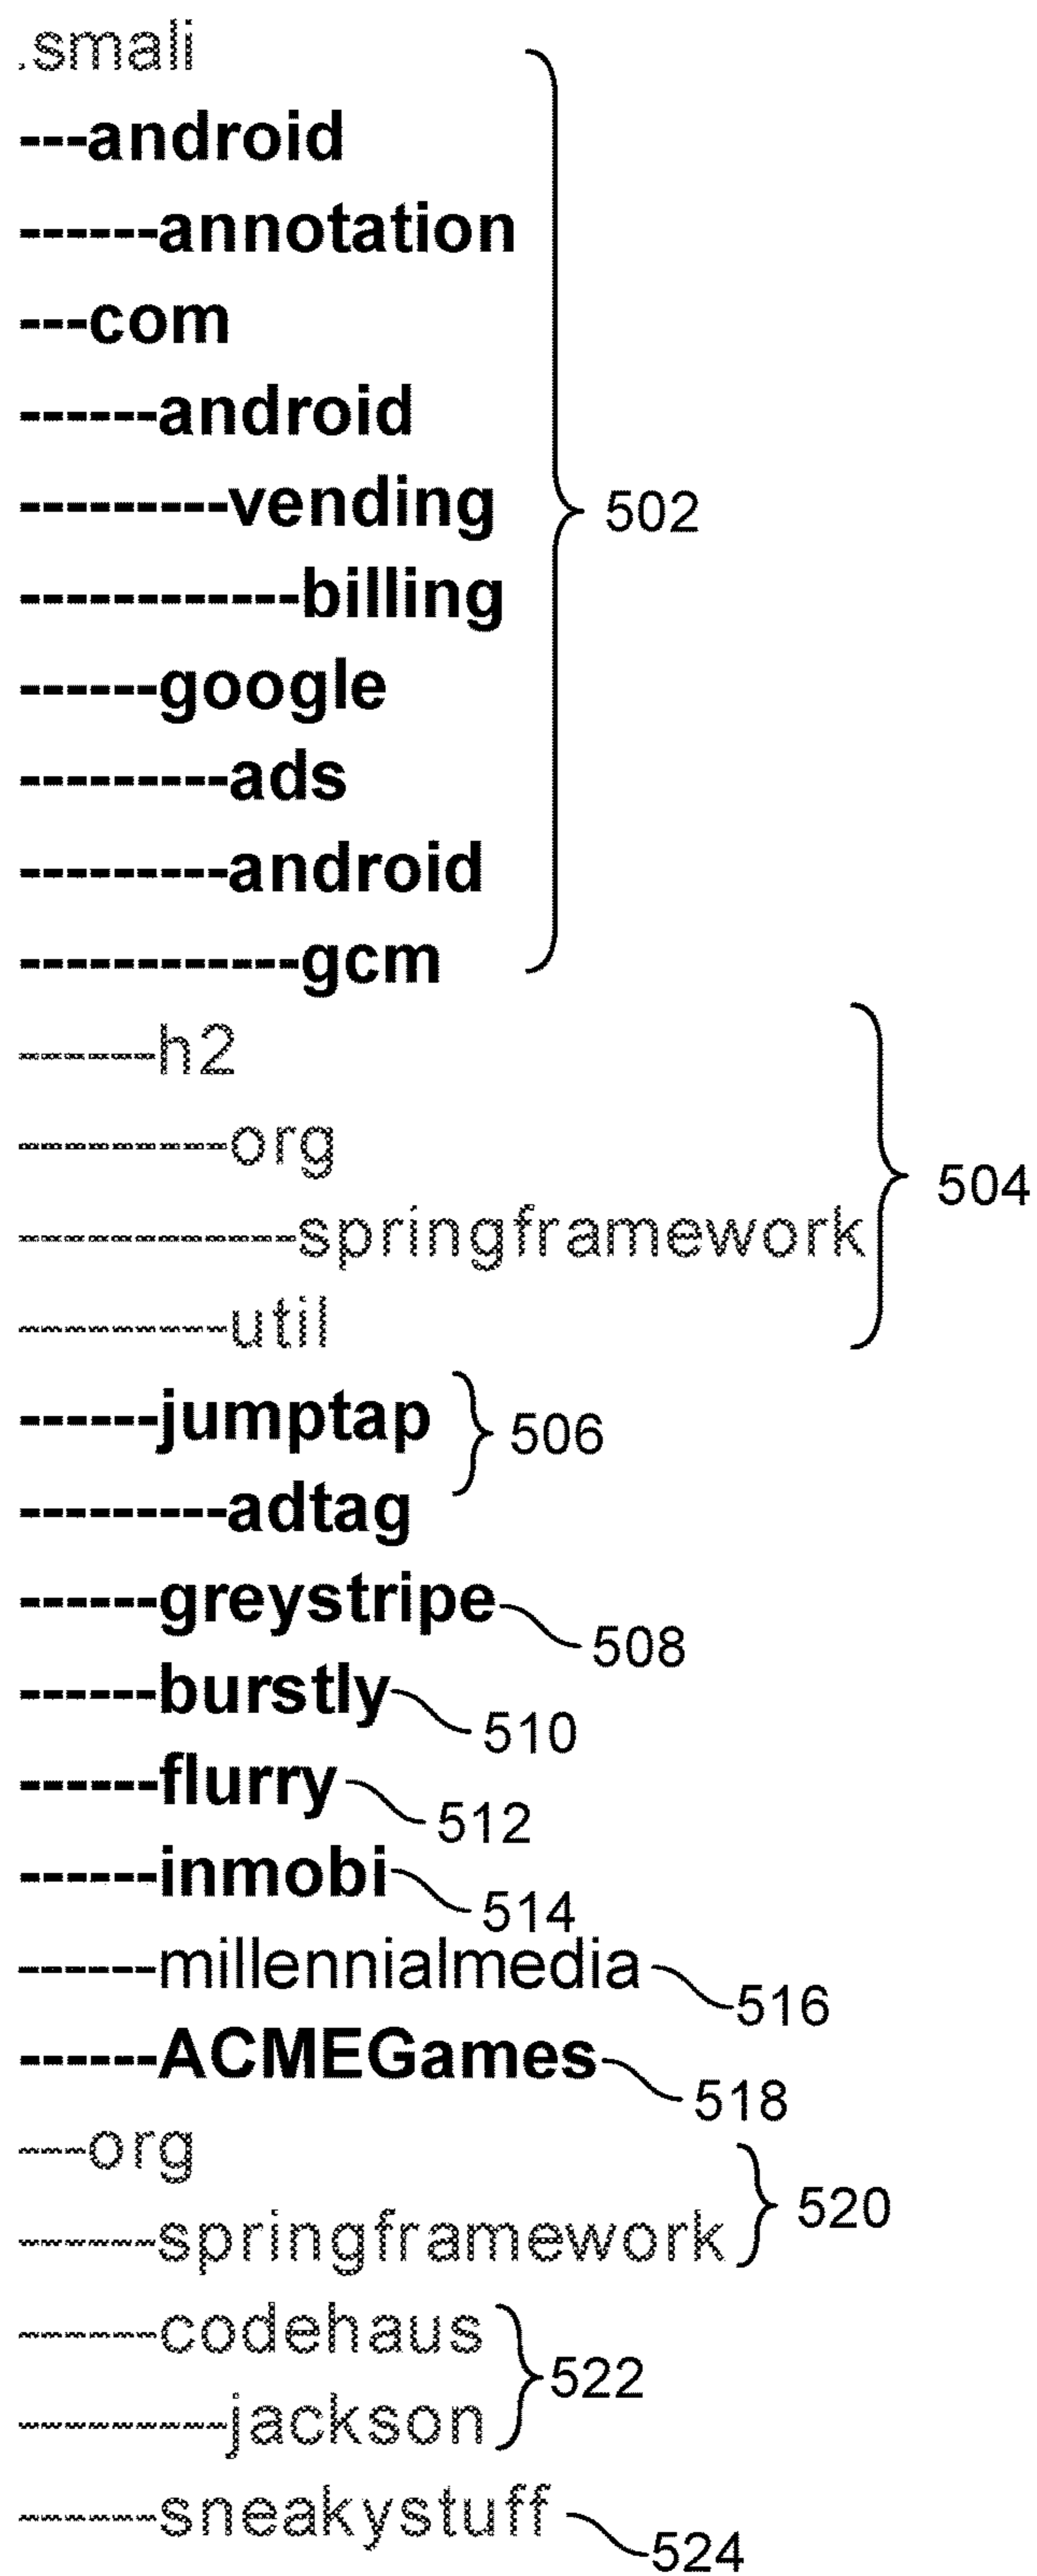 .smali
---android
------annotation
---com
------android
---------vending
502
------------billing
------google
---------ads
---------android
------------gcm
------h2
---------org
504
------------springframework
---------util
------jumptap
506
---------adtag
------greystripe
508
------burstly
510
------flurry
512
------inmobi
514
------millennialmedia
516
------ACMEGames
518
---org
520
------springframework
------codehaus
522
---------jackson
------sneakystuff
524